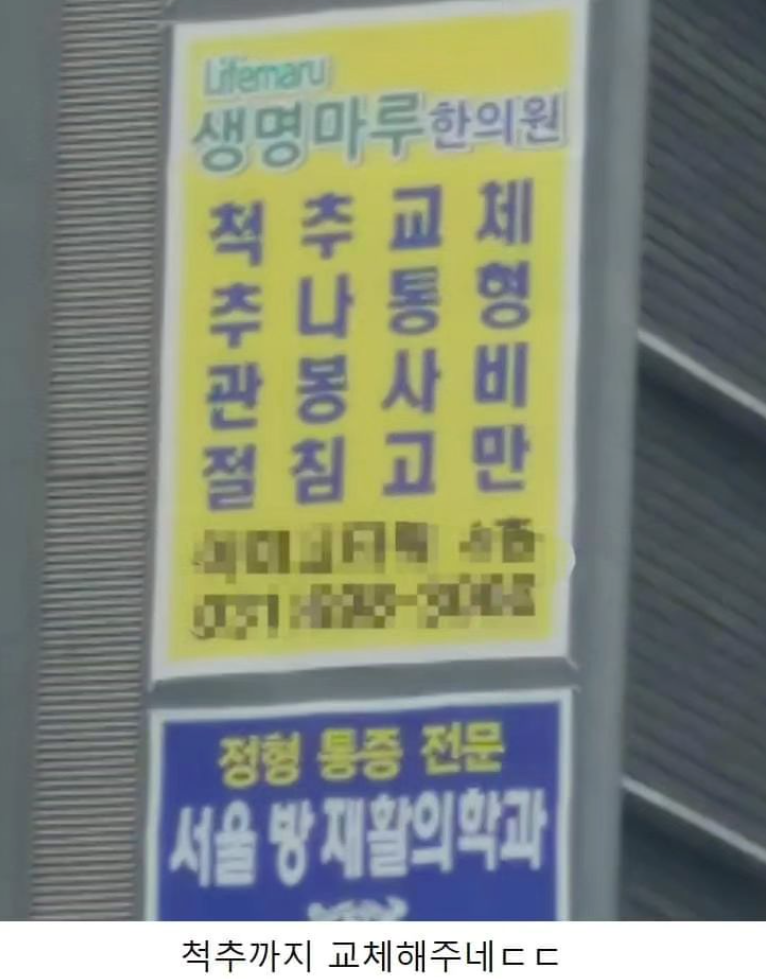 Lifemaru
생명마루한의원
척 추 교 체
추 나 통 형
관 봉 사 비
절 침 고 만
정형 통증 전문
서울 방 재활의학과
척추까지 교체해주네ㄷㄷ